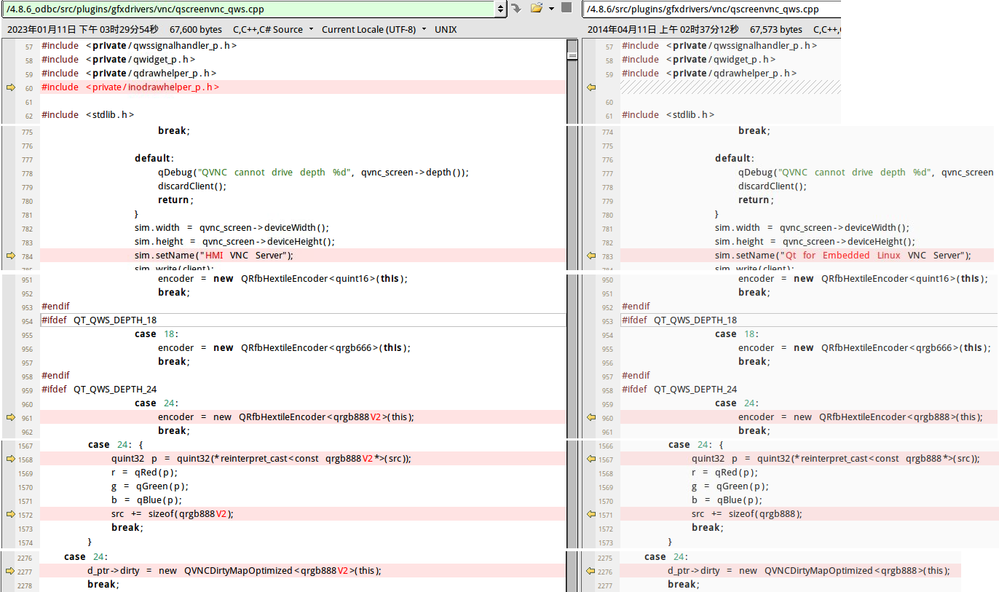 /4.8.6_odbc/src/plugins/gfxdrivers/vnc/qscreenvnc_qws.cpp
2023年01月11日 下午 03时29分54秒 67,600 bytes C,C++,C# Source Current Locale (UTF-8) UNIX
57 #include <private/qwssignalhandler_p.h>
58 #include <private/qwidget_p.h>
59 #include <private/qdrawhelper_p.h>
60 #include <private/inodrawhelper_p.h>
61
62 #include <stdlib.h>
775 break;
776
777 default:
778 qDebug("QVNC cannot drive depth %d", qvnc_screen->depth());
779 discardClient();
780 return;
781 }
782 sim.width = qvnc_screen->deviceWidth();
783 sim.height = qvnc_screen->deviceHeight();
784 sim.setName("HMI VNC Server");
sim.write(client);
951 encoder = new QRfbHextileEncoder<quint16>(this);
952 break;
953 #endif
954 #ifdef QT_QWS_DEPTH_18
955 case 18:
956 encoder = new QRfbHextileEncoder<qrgb666>(this);
957 break;
958 #endif
959 #ifdef QT_QWS_DEPTH_24
960 case 24:
961 encoder = new QRfbHextileEncoder<qrgb888V2>(this);
962 break;
1567 case 24: {
1568 quint32 p = quint32(*reinterpret_cast<const qrgb888V2*>(src));
1569 r = qRed(p);
1570 g = qGreen(p);
1571 b = qBlue(p);
1572 src += sizeof(qrgb888V2);
1573 break;
1574 }
2276 case 24:
2277 d_ptr->dirty = new QVNCDirtyMapOptimized<qrgb888V2>(this);
2278 break;
/4.8.6/src/plugins/gfxdrivers/vnc/qscreenvnc_qws.cpp
2014年04月11日 上午 02时37分12秒 67,573 bytes C,C++,
57 #include <private/qwssignalhandler_p.h>
58 #include <private/qwidget_p.h>
59 #include <private/qdrawhelper_p.h>
60
61 #include <stdlib.h>
774 break;
775
776 default:
777 qDebug("QVNC cannot drive depth %d", qvnc_screen
778 discardClient();
779 return;
780 }
781 sim.width = qvnc_screen->deviceWidth();
782 sim.height = qvnc_screen->deviceHeight();
783 sim.setName("Qt for Embedded Linux VNC Server");
784 sim.write(client);
950 encoder = new QRfbHextileEncoder<quint16>(this);
951 break;
952 #endif
953 #ifdef QT_QWS_DEPTH_18
954 case 18:
955 encoder = new QRfbHextileEncoder<qrgb666>(this);
956 break;
957 #endif
958 #ifdef QT_QWS_DEPTH_24
959 case 24:
960 encoder = new QRfbHextileEncoder<qrgb888>(this);
961 break;
1566 case 24: {
1567 quint32 p = quint32(*reinterpret_cast<const qrgb888*>(src));
1568 r = qRed(p);
1569 g = qGreen(p);
1570 b = qBlue(p);
1571 src += sizeof(qrgb888);
1572 break;
1573 }
2275 case 24:
2276 d_ptr->dirty = new QVNCDirtyMapOptimized<qrgb888>(this);
2277 break;